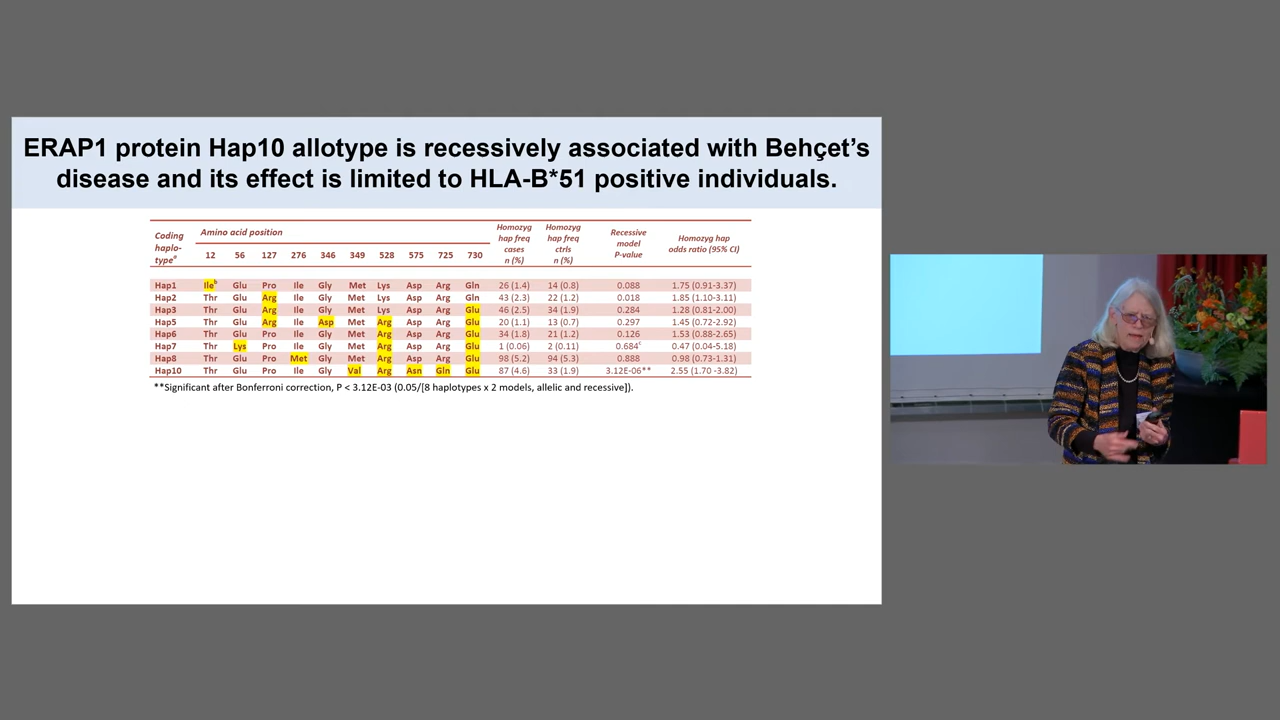 ERAP1 protein Hap10 allotype is recessively associated with Behçet's
disease and its effect is limited to HLA-B*51 positive individuals.
Coding haplo-typeᵃ Amino acid position Homozyg hap freq cases n (%) Homozyg hap freq ctrls n (%) Recessive model P-value Homozyg hap odds ratio (95% CI)
12 56 127 276 346 349 528 575 725 730
Hap1 Ileᵇ Glu Pro Ile Gly Met Lys Asp Arg Gln 26 (1.4) 14 (0.8) 0.088 1.75 (0.91-3.37)
Hap2 Thr Glu Arg Ile Gly Met Lys Asp Arg Gln 43 (2.3) 22 (1.2) 0.018 1.85 (1.10-3.11)
Hap3 Thr Glu Arg Ile Gly Met Lys Asp Arg Glu 46 (2.5) 34 (1.9) 0.284 1.28 (0.81-2.00)
Hap5 Thr Glu Arg Ile Asp Met Arg Asp Arg Glu 20 (1.1) 13 (0.7) 0.297 1.45 (0.72-2.92)
Hap6 Thr Glu Pro Ile Gly Met Arg Asp Arg Glu 34 (1.8) 21 (1.2) 0.126 1.53 (0.88-2.65)
Hap7 Thr Lys Pro Ile Gly Met Arg Asp Arg Glu 1 (0.06) 2 (0.11) 0.684ᶜ 0.47 (0.04-5.18)
Hap8 Thr Glu Pro Met Gly Met Arg Asp Arg Glu 98 (5.2) 94 (5.3) 0.888 0.98 (0.73-1.31)
Hap10 Thr Glu Pro Ile Gly Val Arg Asn Gln Glu 87 (4.6) 33 (1.9) 3.12E-06** 2.55 (1.70 -3.82)
**Significant after Bonferroni correction, P < 3.12E-03 (0.05/[8 haplotypes x 2 models, allelic and recessive]).